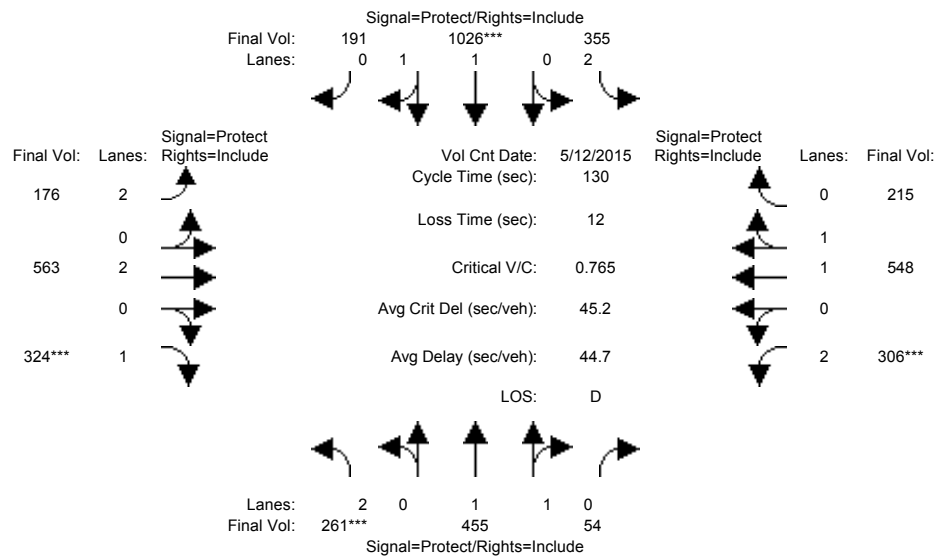 Signal=Protect/Rights=Include
Final Vol: 191 1026*** 355
Lanes: 0 1 1 0 2
Signal=Protect Signal=Protect
Final Vol: Lanes: Rights=Include Vol Cnt Date: 5/12/2015 Rights=Include Lanes: Final Vol:
Cycle Time (sec): 130
176 2 0 215
Loss Time (sec): 12
0 1
563 2 Critical V/C: 0.765 1 548
0 Avg Crit Del (sec/veh): 45.2 0
324*** 1 Avg Delay (sec/veh): 44.7 2 306***
LOS: D
Lanes: 2 0 1 1 0
Final Vol: 261*** 455 54
Signal=Protect/Rights=Include